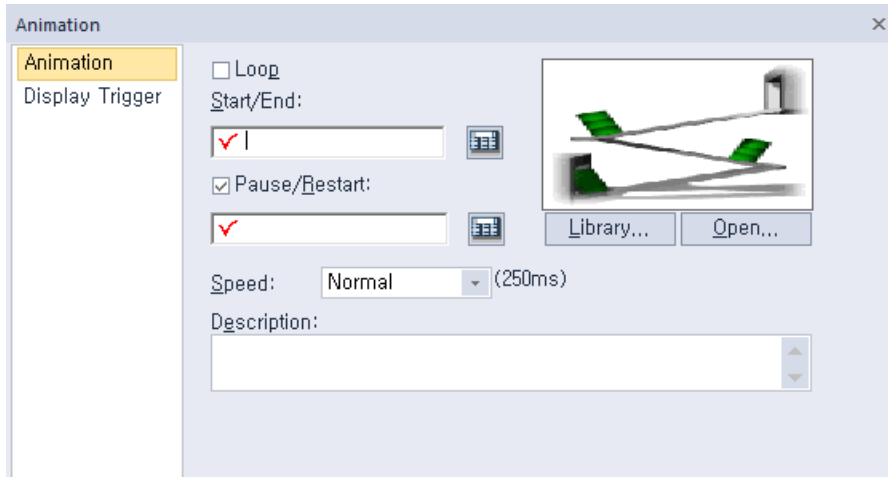 Animation
Animation
Display Trigger
Loop
Start/End:
Pause/Restart:
Library...
Open...
Speed:
Normal
(250ms)
Description: